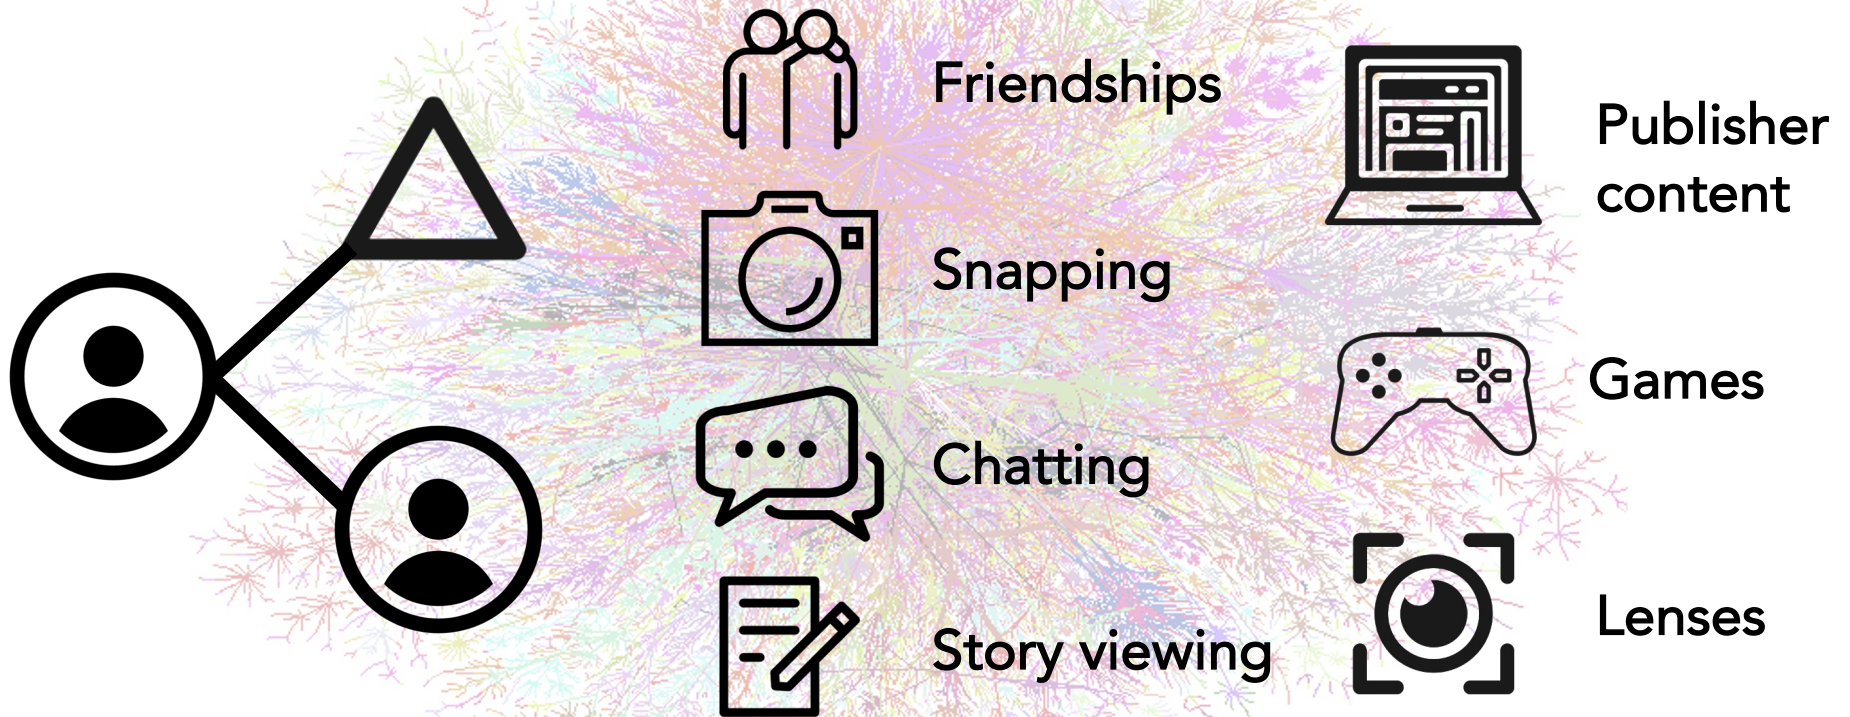 Friendships
Snapping
Chatting
Story viewing
Publisher
content
Games
Lenses